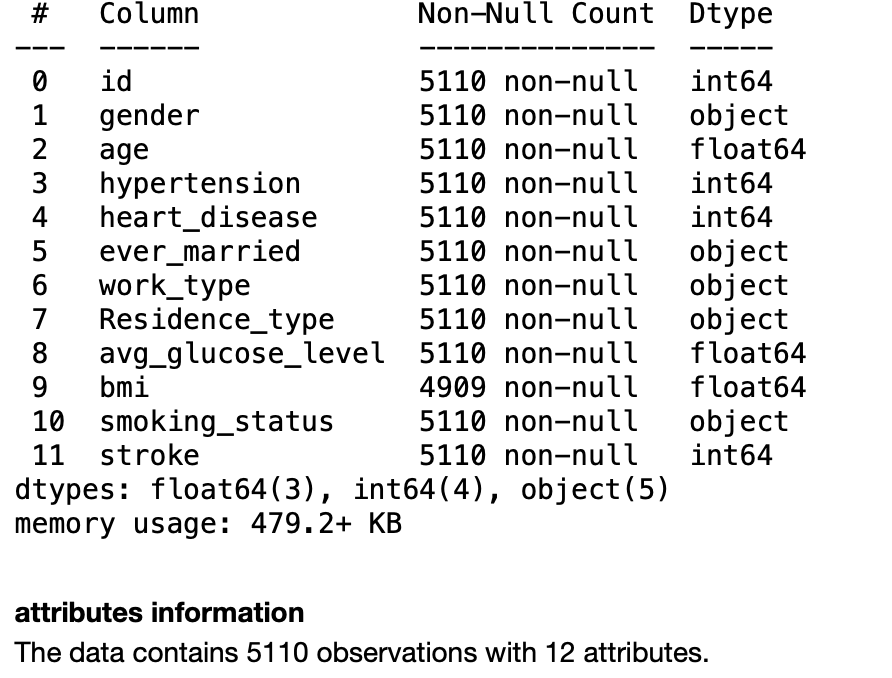 #   Column             Non-Null Count  Dtype
---  ------             --------------  -----
0   id                 5110 non-null   int64
1   gender             5110 non-null   object
2   age                5110 non-null   float64
3   hypertension       5110 non-null   int64
4   heart_disease      5110 non-null   int64
5   ever_married       5110 non-null   object
6   work_type          5110 non-null   object
7   Residence_type     5110 non-null   object
8   avg_glucose_level  5110 non-null   float64
9   bmi                4909 non-null   float64
10  smoking_status     5110 non-null   object
11  stroke             5110 non-null   int64
dtypes: float64(3), int64(4), object(5)
memory usage: 479.2+ KB
attributes information
The data contains 5110 observations with 12 attributes.